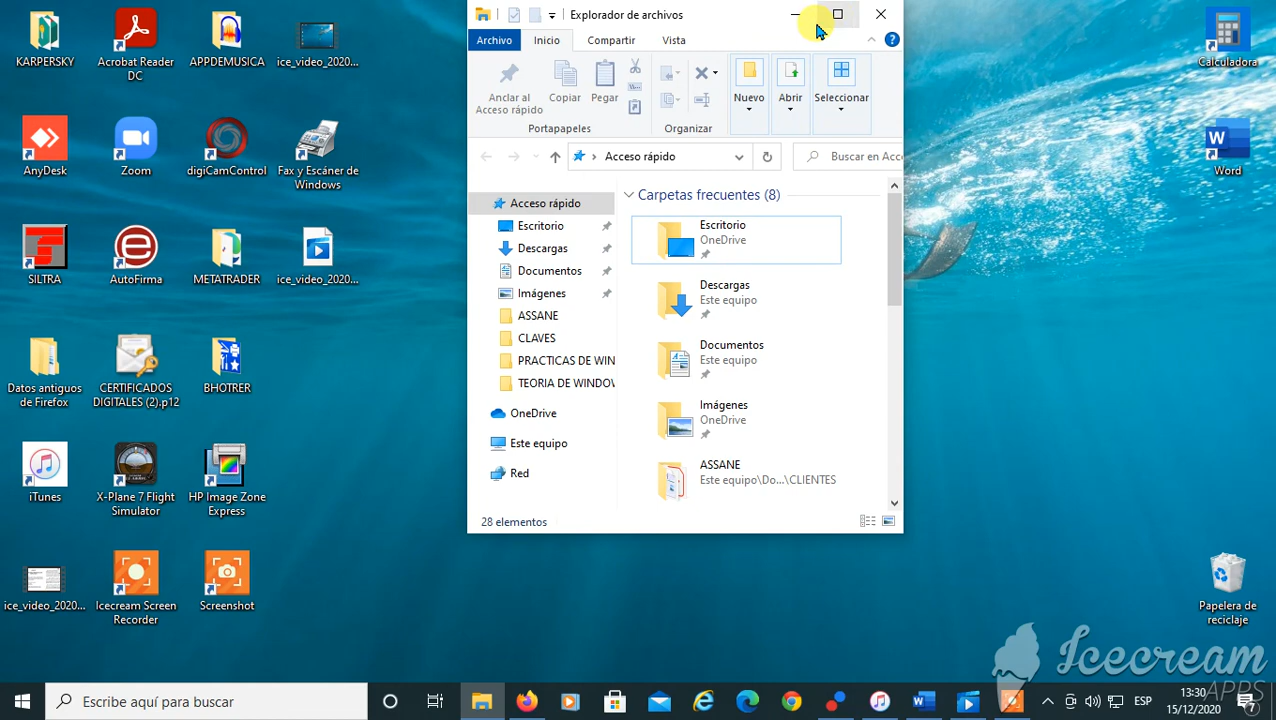 KARPERSKY
Acrobat Reader
DC
APPDEMUSICA
ice_video_2020...
AnyDesk
Zoom
digiCamControl
Fax y Escáner de
Windows
SILTRA
AutoFirma
METATRADER
ice_video_2020...
Datos antiguos
de Firefox
CERTIFICADOS
DIGITALES (2).p12
BHOTRER
iTunes
X-Plane 7 Flight
Simulator
HP Image Zone
Express
ice_video_2020...
Icecream Screen
Recorder
Screenshot
Explorador de archivos
Archivo
Inicio
Compartir
Vista
Anclar al
Acceso rápido
Copiar
Pegar
Nuevo
Abrir
Seleccionar
Portapapeles
Organizar
Acceso rápido
Buscar en Acc
Acceso rápido
Escritorio
Descargas
Documentos
Imágenes
ASSANE
CLAVES
PRACTICAS DE WIN
TEORIA DE WINDOW
OneDrive
Este equipo
Red
Carpetas frecuentes (8)
Escritorio
OneDrive
Descargas
Este equipo
Documentos
Este equipo
Imágenes
OneDrive
ASSANE
Este equipo\Do...\CLIENTES
28 elementos
Calculadora
Word
Papelera de
reciclaje
Icecream
APPS
Escribe aquí para buscar
ESP
13:30
15/12/2020
7